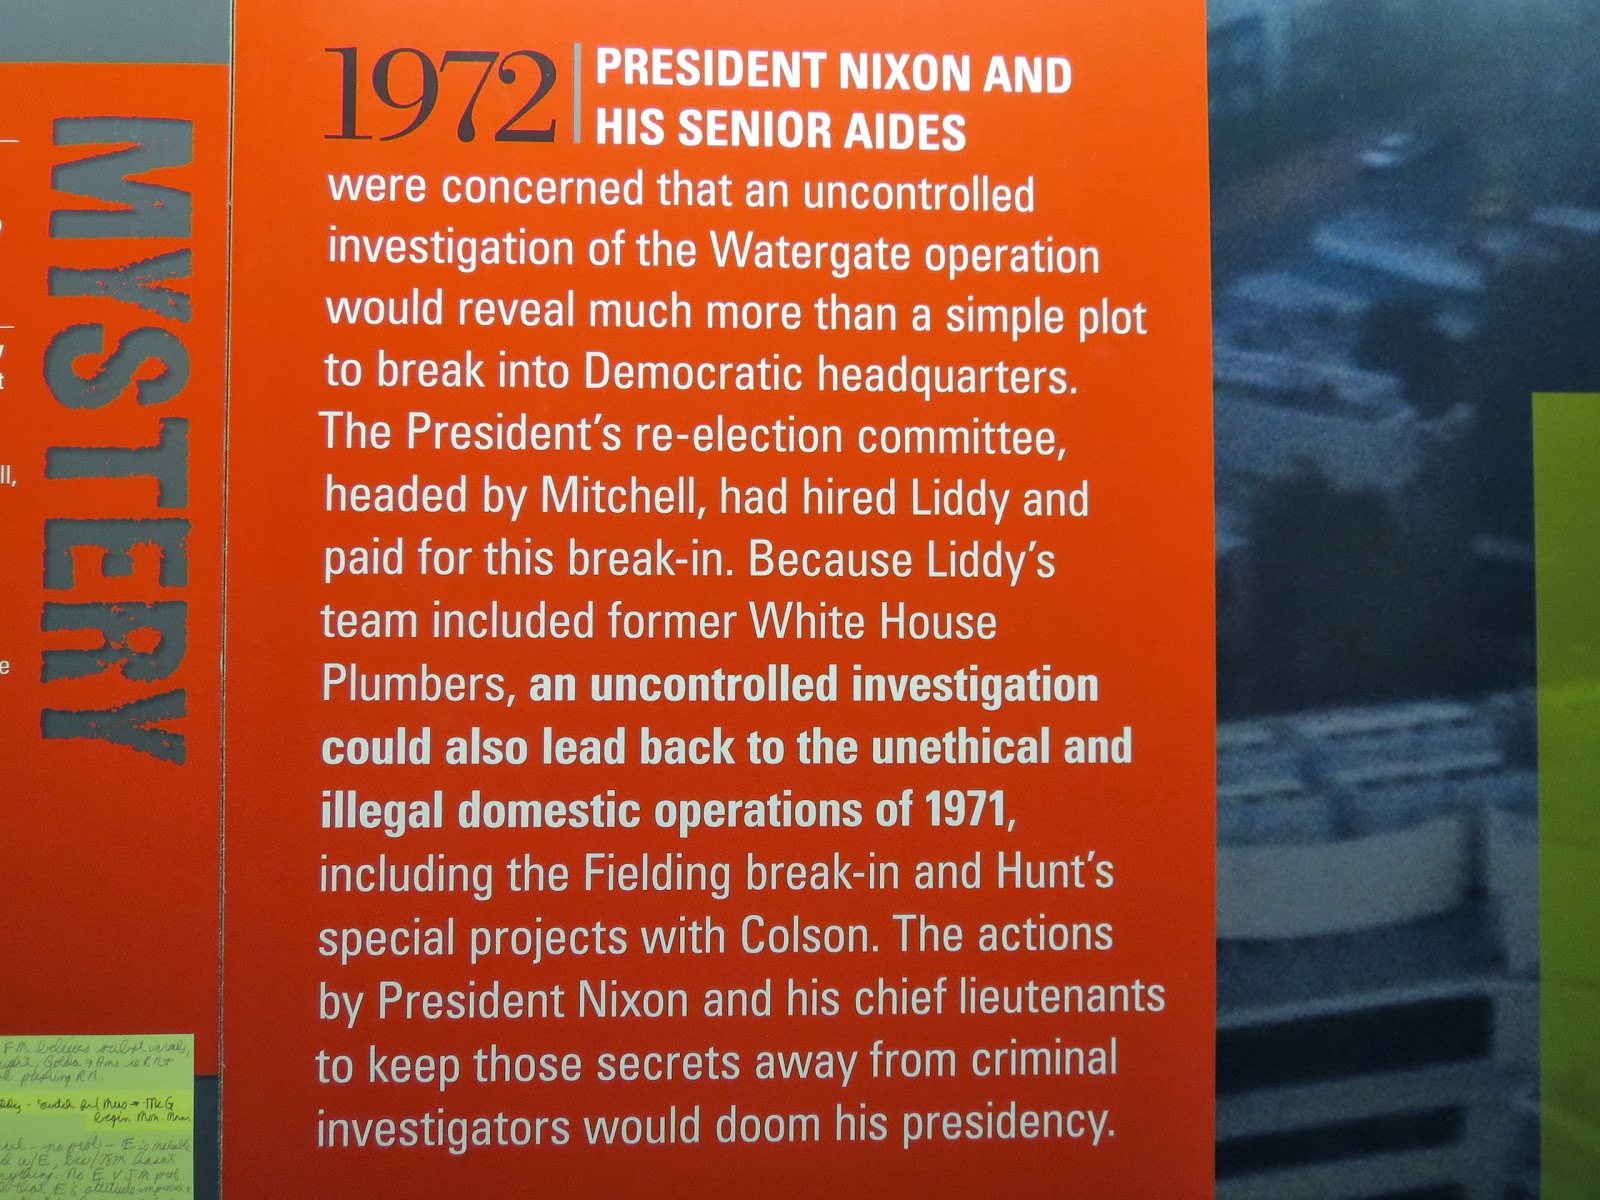 MYSTERY
1972 PRESIDENT NIXON AND
HIS SENIOR AIDES
were concerned that an uncontrolled
investigation of the Watergate operation
would reveal much more than a simple plot
to break into Democratic headquarters.
The President’s re-election committee,
headed by Mitchell, had hired Liddy and
paid for this break-in. Because Liddy’s
team included former White House
Plumbers, an uncontrolled investigation
could also lead back to the unethical and
illegal domestic operations of 1971,
including the Fielding break-in and Hunt’s
special projects with Colson. The actions
by President Nixon and his chief lieutenants
to keep those secrets away from criminal
investigators would doom his presidency.
pushing RN.
begin Mon.